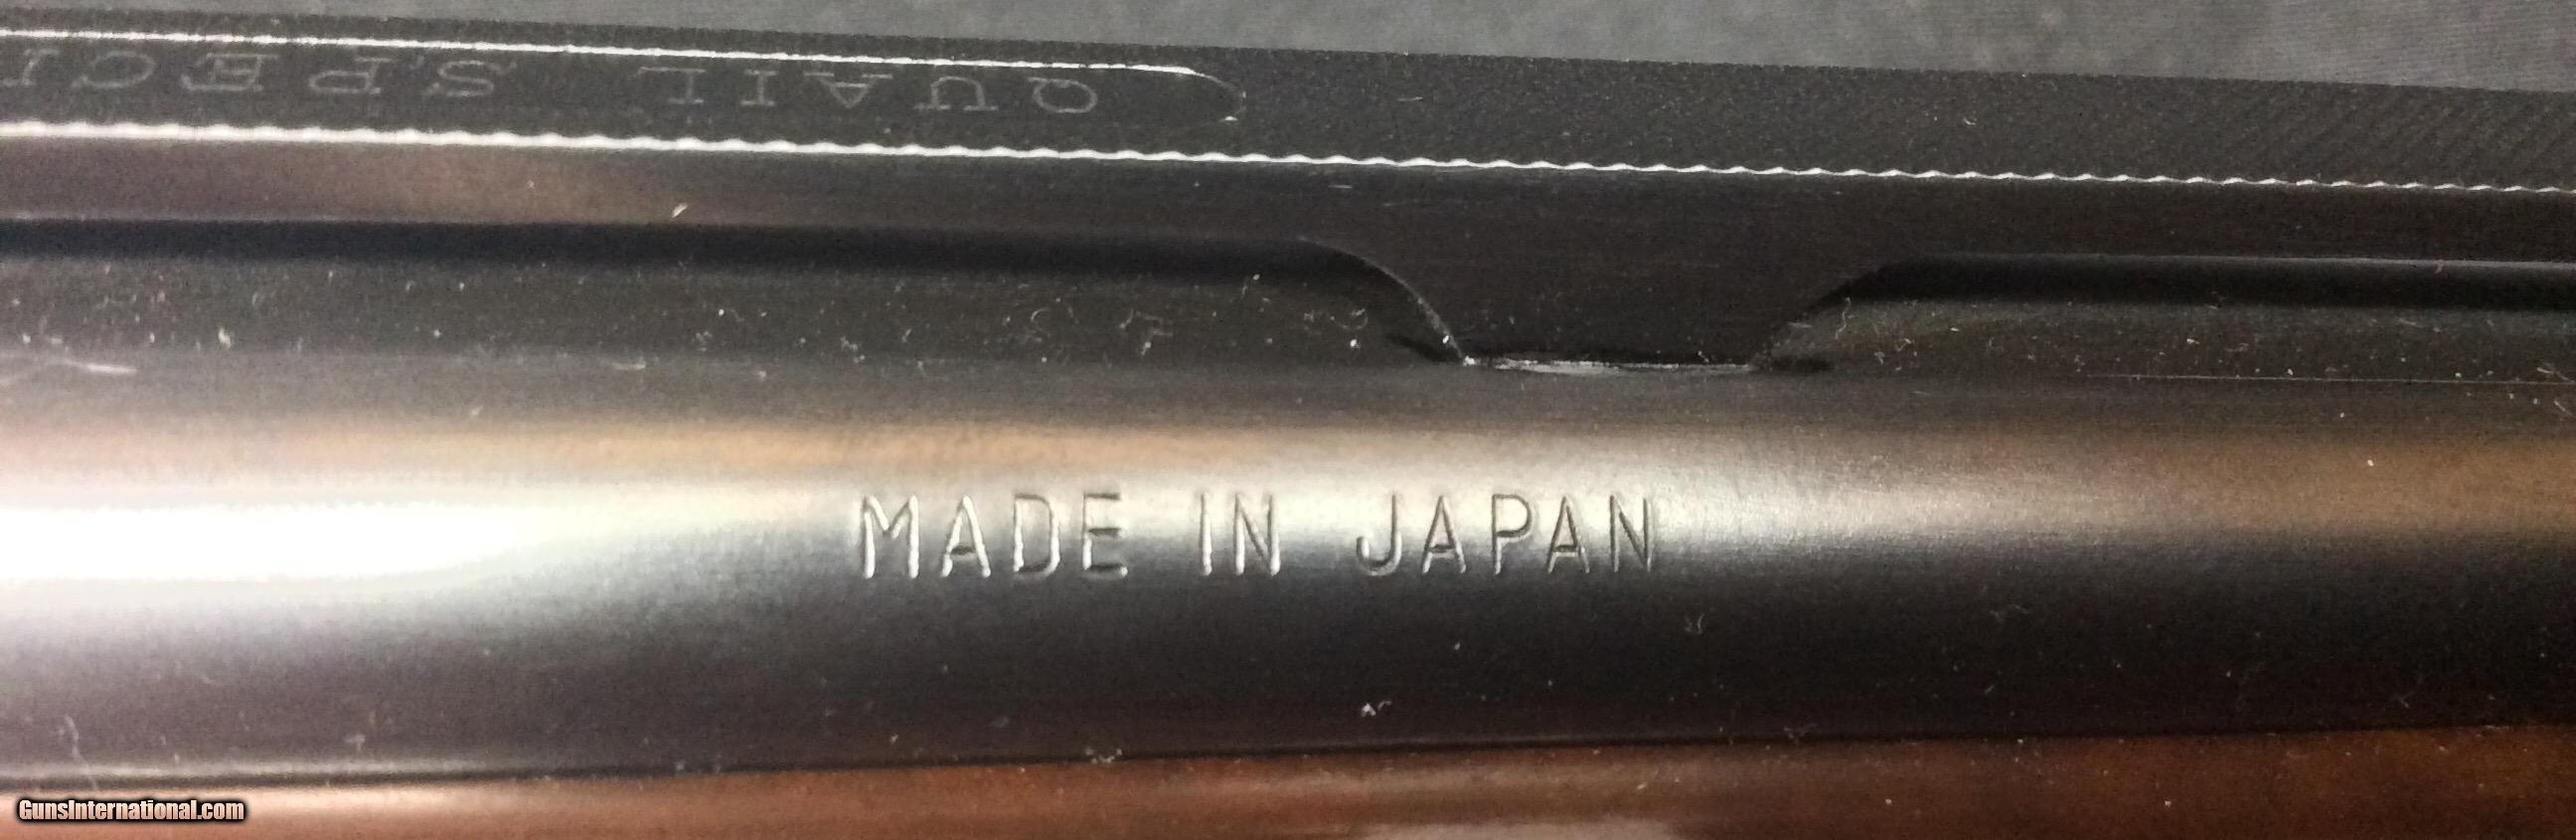 QUAIL SPECI
MADE IN JAPAN
GunsInternational.com